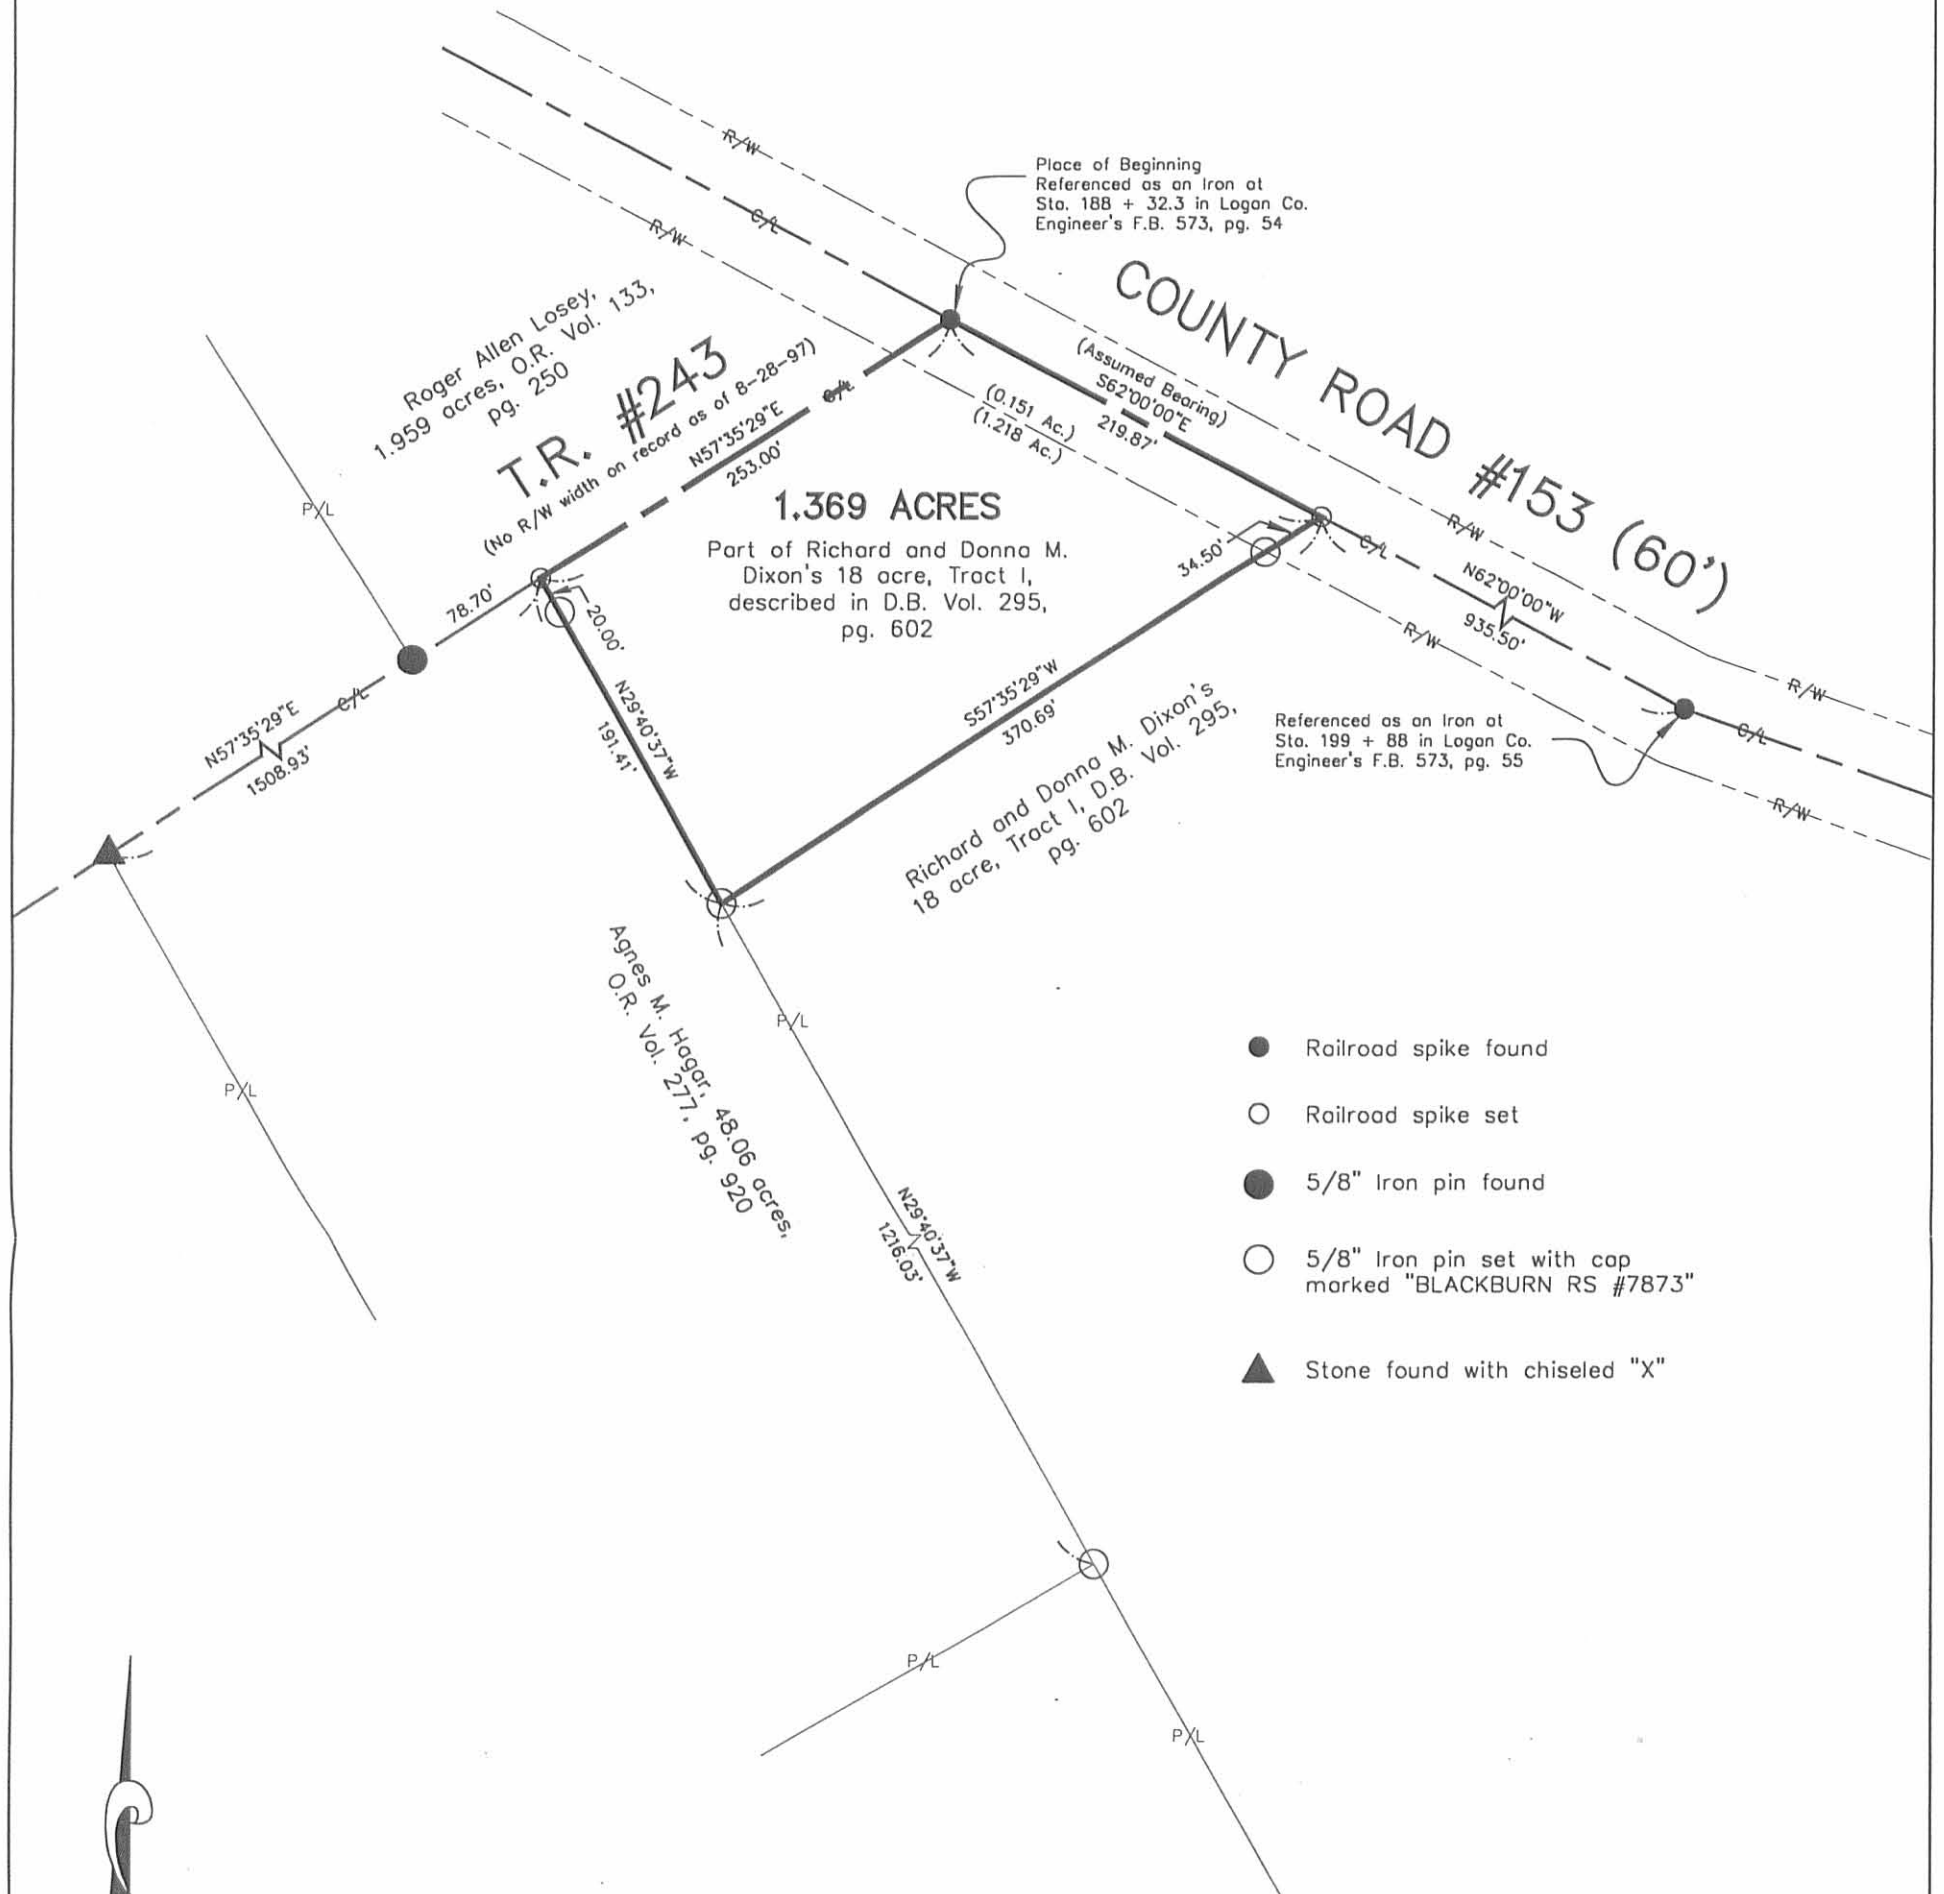 R/W
C/L
R/W
Place of Beginning
Referenced as an Iron at
Sta. 188 + 32.3 in Logan Co.
Engineer's F.B. 573, pg. 54
COUNTY ROAD #153 (60')
Roger Allen Losey,
1.959 acres, O.R. Vol. 133,
pg. 250
T.R. #243
(No R/W width on record as of 8-28-97)
N57°35'29"E
253.00'
C/L
(Assumed Bearing)
S62°00'00"E
219.87'
(0.151 Ac.)
(1.218 Ac.)
1.369 ACRES
Part of Richard and Donna M.
Dixon's 18 acre, Tract I,
described in D.B. Vol. 295,
pg. 602
P/L
78.70'
20.00'
34.50'
C/L
R/W
N62°00'00"W
935.50'
R/W
R/W
C/L
R/W
N29°40'37"W
191.41'
S57°35'29"W
370.69'
Richard and Donna M. Dixon's
18 acre, Tract I, D.B. Vol. 295,
pg. 602
Referenced as an Iron at
Sta. 199 + 88 in Logan Co.
Engineer's F.B. 573, pg. 55
C/L
N57°35'29"E
1508.93'
Agnes M. Hagar, 48.06 acres,
O.R. Vol. 277, pg. 920
P/L
P/L
N29°40'37"W
1216.03'
Railroad spike found
Railroad spike set
5/8" Iron pin found
5/8" Iron pin set with cap
marked "BLACKBURN RS #7873"
Stone found with chiseled "X"
P/L
P/L